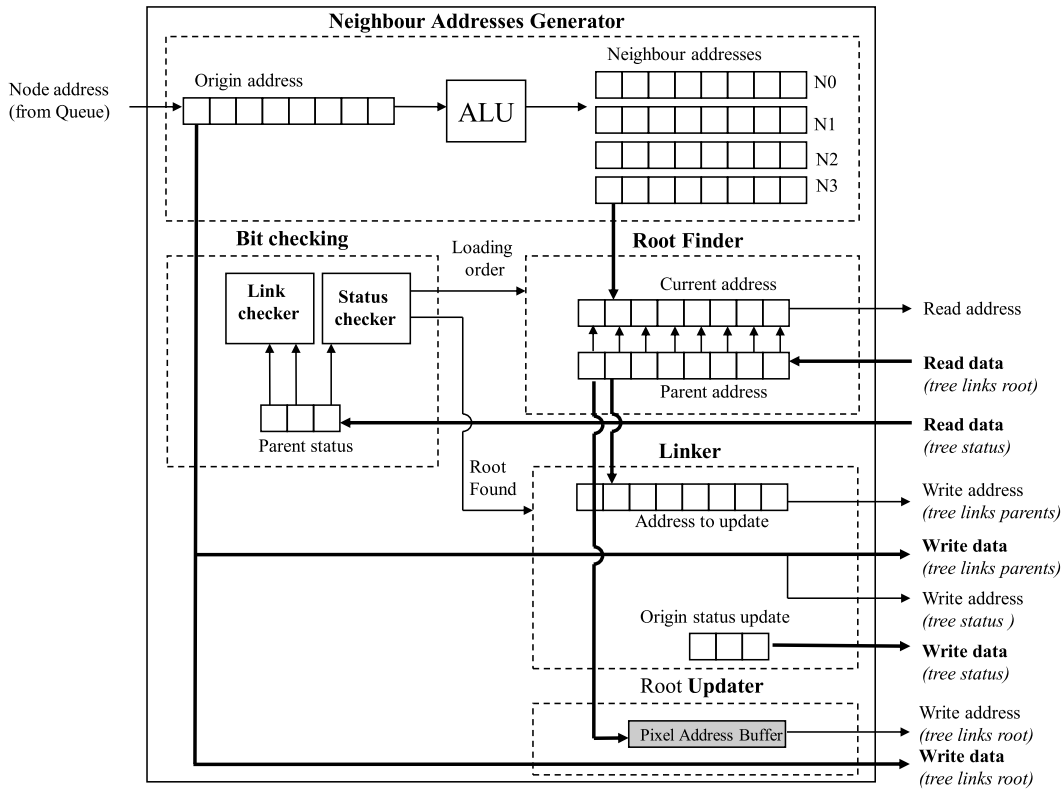 Neighbour Addresses Generator
Neighbour addresses
Node address
(from Queue)
Origin address
ALU
N0
N1
N2
N3
Bit checking
Loading
order
Root Finder
Link
checker
Status
checker
Current address
Read address
Read data
(tree links root)
Parent address
Parent status
Read data
(tree status)
Linker
Root
Found
Write address
(tree links parents)
Address to update
Write data
(tree links parents)
Write address
(tree status )
Origin status update
Write data
(tree status)
Root Updater
Pixel Address Buffer
Write address
(tree links root)
Write data
(tree links root)